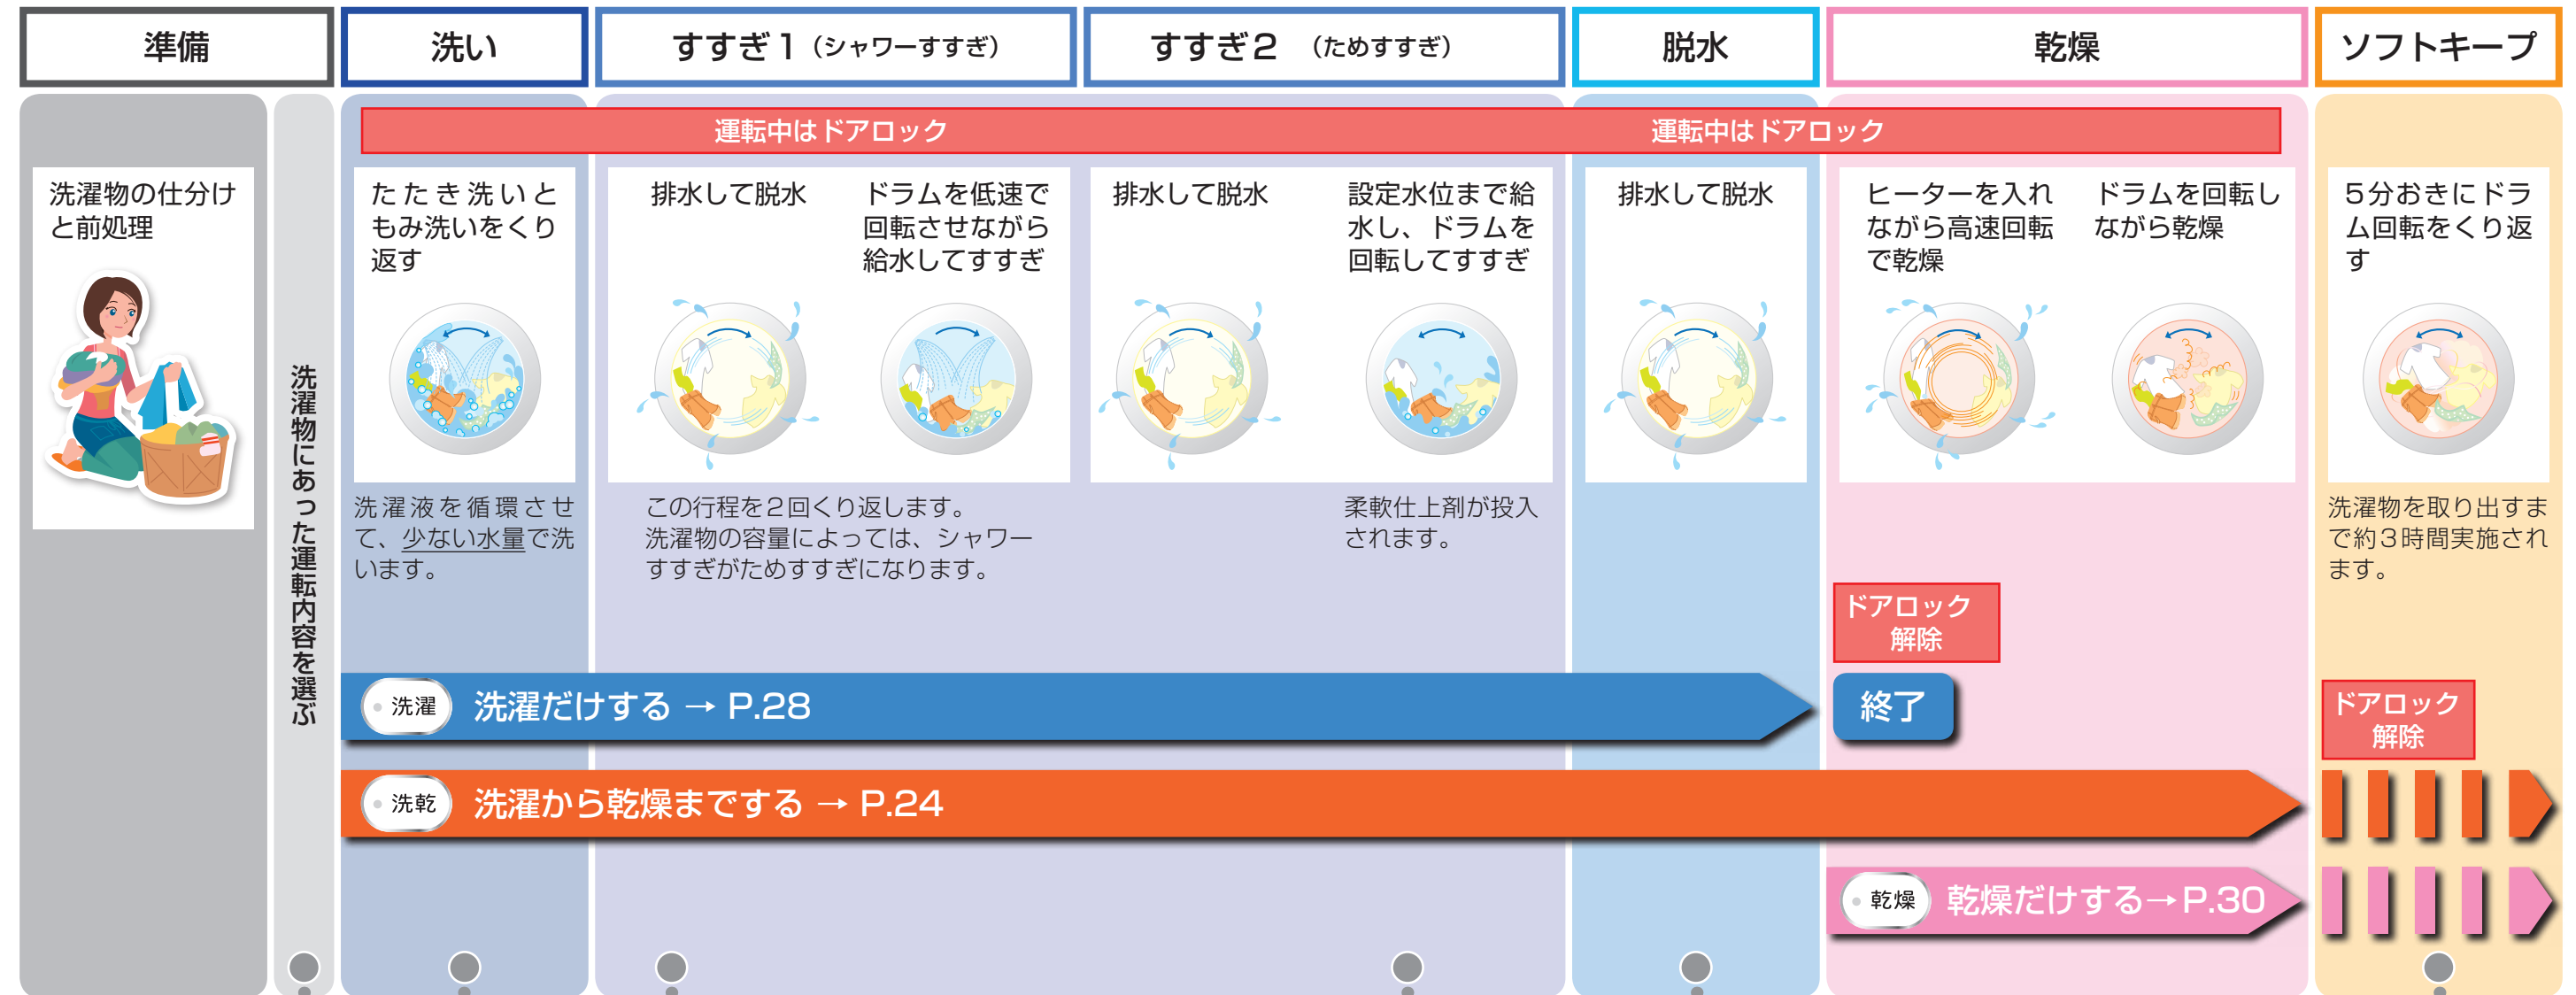 準備
洗い
すすぎ1（シャワーすすぎ）
すすぎ2 （ためすすぎ）
脱水
乾燥
ソフトキープ
運転中はドアロック
運転中はドアロック
洗濯物の仕分け
と前処理
洗濯物にあった運転内容を選ぶ
たたき洗いと
もみ洗いをくり
返す
排水して脱水
ドラムを低速で
回転させながら
給水してすすぎ
排水して脱水
設定水位まで給
水し、ドラムを
回転してすすぎ
排水して脱水
ヒーターを入れ
ながら高速回転
で乾燥
ドラムを回転し
ながら乾燥
5分おきにドラ
ム回転をくり返
す
洗濯液を循環させ
て、少ない水量で洗
います。
この行程を2回くり返します。
洗濯物の容量によっては、シャワー
すすぎがためすすぎになります。
柔軟仕上剤が投入
されます。
洗濯物を取り出すま
で約3時間実施され
ます。
ドアロック
解除
洗濯 洗濯だけする → P.28
終了
ドアロック
解除
洗乾 洗濯から乾燥までする → P.24
乾燥 乾燥だけする→P.30